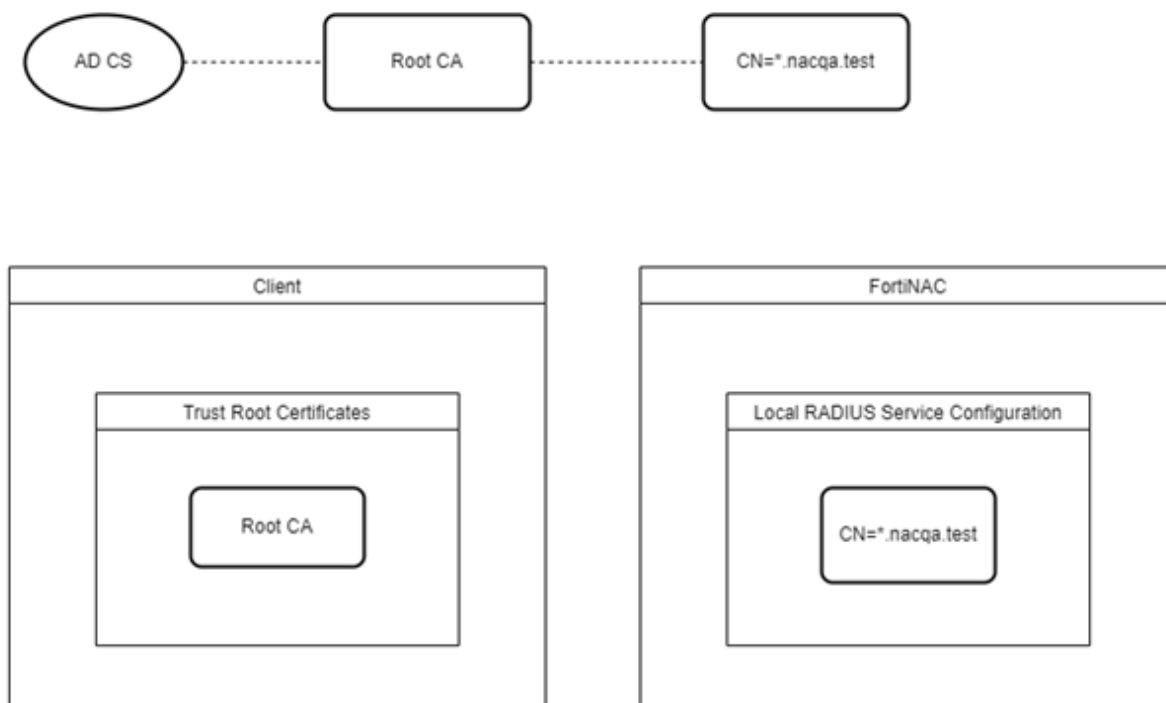 AD CS
Root CA
CN=*.nacqa.test
Client
FortiNAC
Trust Root Certificates
Local RADIUS Service Configuration
Root CA
CN=*.nacqa.test